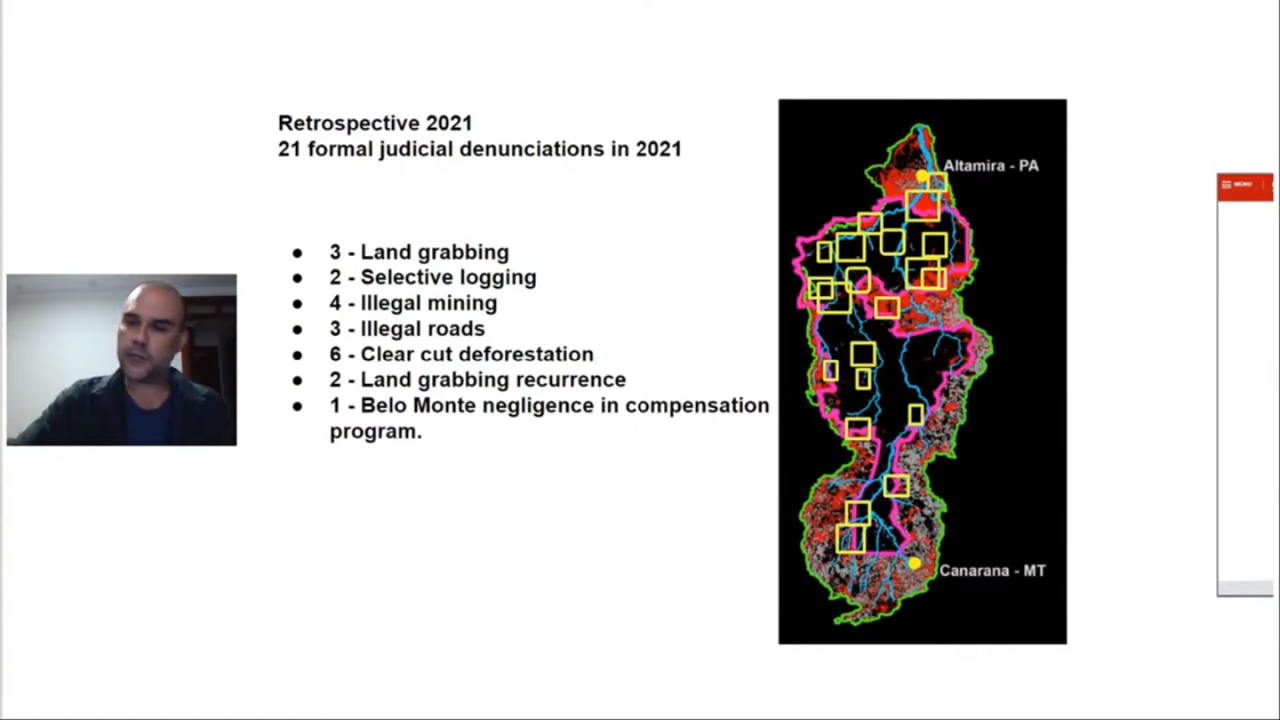 Retrospective 2021
21 formal judicial denunciations in 2021
● 3 - Land grabbing
● 2 - Selective logging
● 4 - Illegal mining
● 3 - Illegal roads
● 6 - Clear cut deforestation
● 2 - Land grabbing recurrence
● 1 - Belo Monte negligence in compensation
program.
Altamira - PA
Canarana - MT
MENU